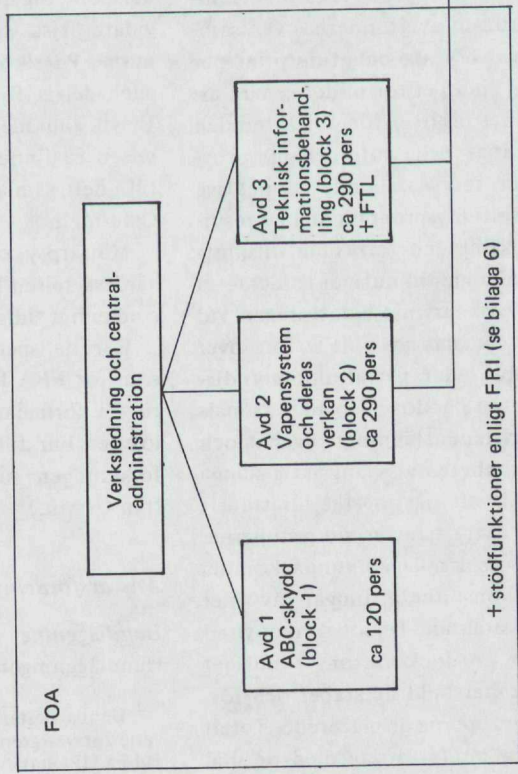 FOA
Verksledning och central-
administration
Avd 1
ABC-skydd
(block 1)
ca 120 pers
Avd 2
Vapensystem
och deras
verkan
(block 2)
ca 290 pers
Avd 3
Teknisk infor-
mationsbehand-
ling (block 3)
ca 290 pers
+ FTL
+ stödfunktioner enligt FRI (se bilaga 6)